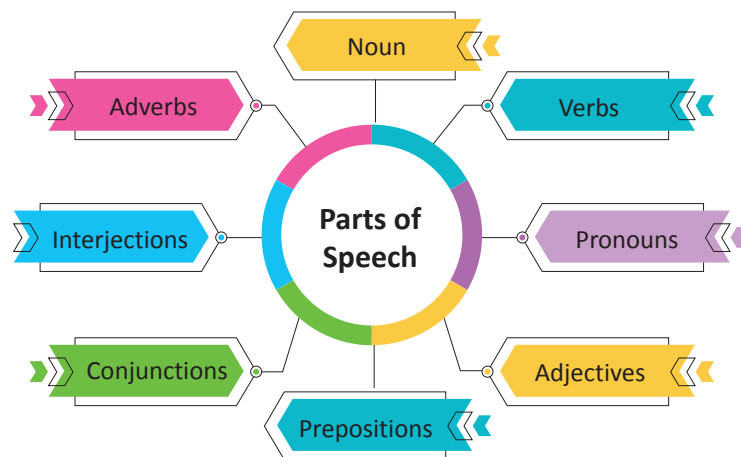 Noun
Adverbs
Verbs
Parts of
Speech
Interjections
Pronouns
Conjunctions
Adjectives
Prepositions